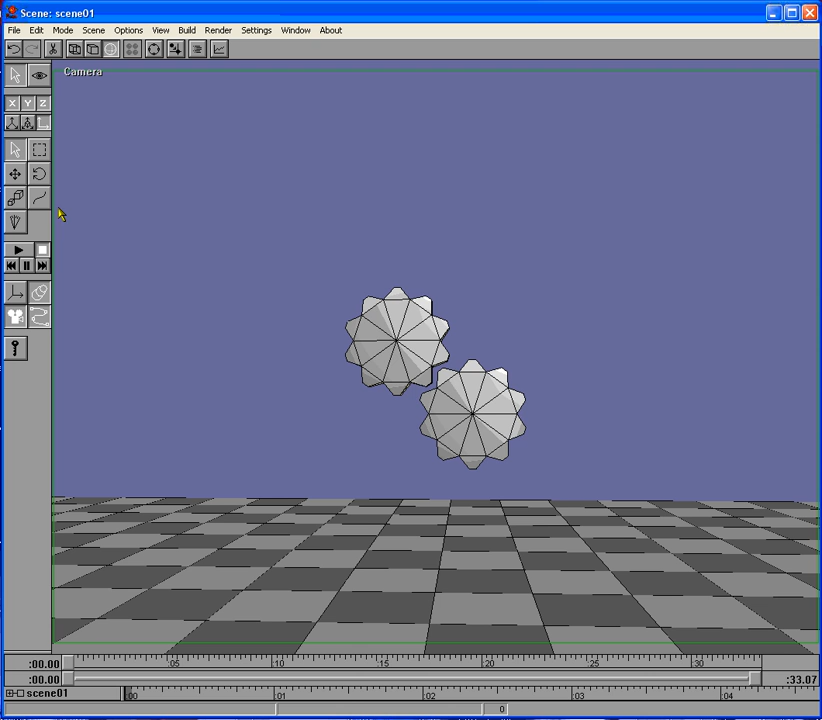 Scene: scene01
File Edit Mode Scene Options View Build Render Settings Window About
Camera
X Y Z
:00.00 :05 :10 :15 :20 :25 :30
:00.00 :33.07
scene01 :00 :01 :02 :03 :04
0